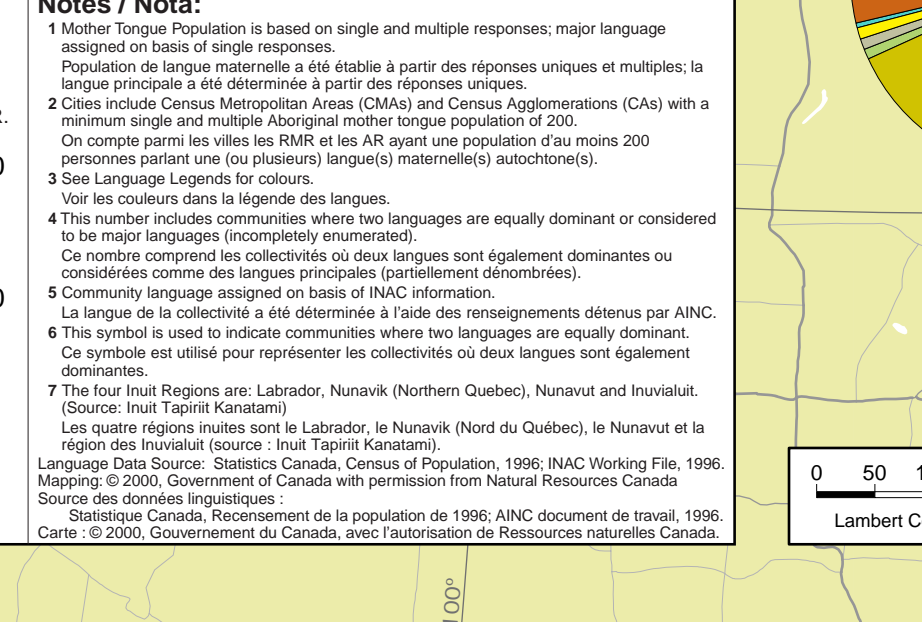 Notes / Nota:
1 Mother Tongue Population is based on single and multiple responses; major language
assigned on basis of single responses.
Population de langue maternelle a été établie à partir des réponses uniques et multiples; la
langue principale a été déterminée à partir des réponses uniques.
2 Cities include Census Metropolitan Areas (CMAs) and Census Agglomerations (CAs) with a
minimum single and multiple Aboriginal mother tongue population of 200.
On compte parmi les villes les RMR et les AR ayant une population d'au moins 200
personnes parlant une (ou plusieurs) langue(s) maternelle(s) autochtone(s).
3 See Language Legends for colours.
Voir les couleurs dans la légende des langues.
4 This number includes communities where two languages are equally dominant or considered
to be major languages (incompletely enumerated).
Ce nombre comprend les collectivités où deux langues sont également dominantes ou
considérées comme des langues principales (partiellement dénombrées).
5 Community language assigned on basis of INAC information.
La langue de la collectivité a été déterminée à l'aide des renseignements détenus par AINC.
6 This symbol is used to indicate communities where two languages are equally dominant.
Ce symbole est utilisé pour représenter les collectivités où deux langues sont également
dominantes.
7 The four Inuit Regions are: Labrador, Nunavik (Northern Quebec), Nunavut and Inuvialuit.
(Source: Inuit Tapiriit Kanatami)
Les quatre régions inuites sont le Labrador, le Nunavik (Nord du Québec), le Nunavut et la
région des Inuvialuit (source : Inuit Tapiriit Kanatami).
Language Data Source: Statistics Canada, Census of Population, 1996; INAC Working File, 1996.
Mapping: © 2000, Government of Canada with permission from Natural Resources Canada
Source des données linguistiques :
Statistique Canada, Recensement de la population de 1996; AINC document de travail, 1996.
Carte : © 2000, Gouvernement du Canada, avec l'autorisation de Ressources naturelles Canada.
0 50 1
Lambert C
100°